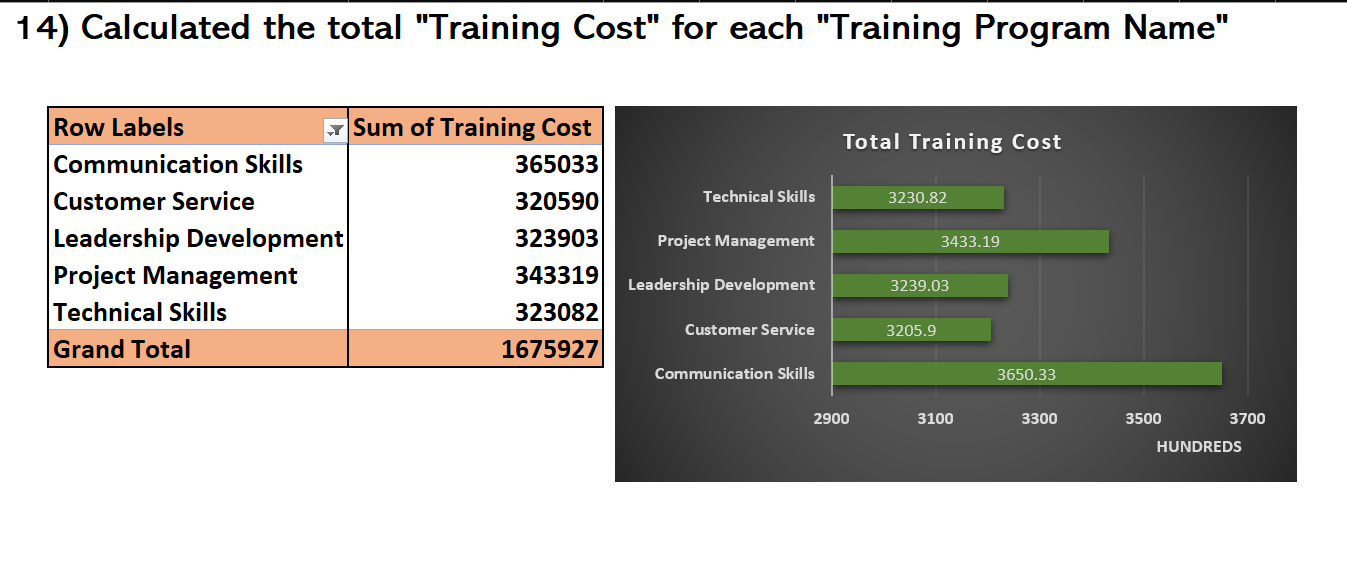 14) Calculated the total "Training Cost" for each "Training Program Name"
Row Labels Sum of Training Cost
Communication Skills 365033
Customer Service 320590
Leadership Development 323903
Project Management 343319
Technical Skills 323082
Grand Total 1675927
Total Training Cost
Technical Skills 3230.82
Project Management 3433.19
Leadership Development 3239.03
Customer Service 3205.9
Communication Skills 3650.33
2900 3100 3300 3500 3700
HUNDREDS